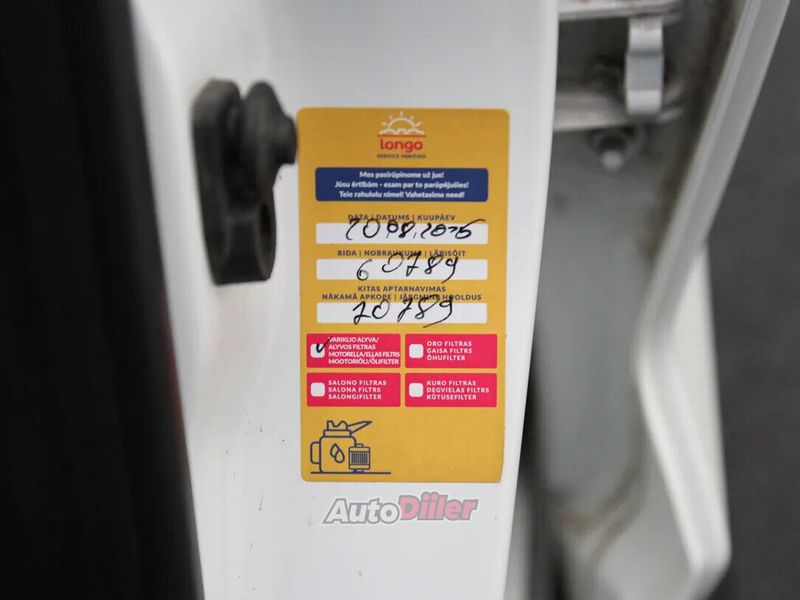 longo
SERVICE VERIFIED
Mes pasirūpinome už jus!
Jūsu ērtībām - esam par to parūpējušies!
Teie rahulolu nimel! Vahetasime need!
DATA | DATUMS | KUUPÄEV
20.08.2025
RIDA | NOBRAUKUMS | LÄBISÕIT
60789
KITAS APTARNAVIMAS
NĀKAMĀ APKOPE | JÄRGMINE HOOLDUS
70789
VARIKLIO ALYVA/
ALYVOS FILTRAS
MOTOREĻĻA/EĻĻAS FILTRS
MOOTORIÕLI/ÕLIFILTER
ORO FILTRAS
GAISA FILTRS
ÕHUFILTER
SALONO FILTRAS
SALONA FILTRS
SALONGIFILTER
KURO FILTRAS
DEGVIELAS FILTRS
KÜTUSEFILTER
AutoDiiler